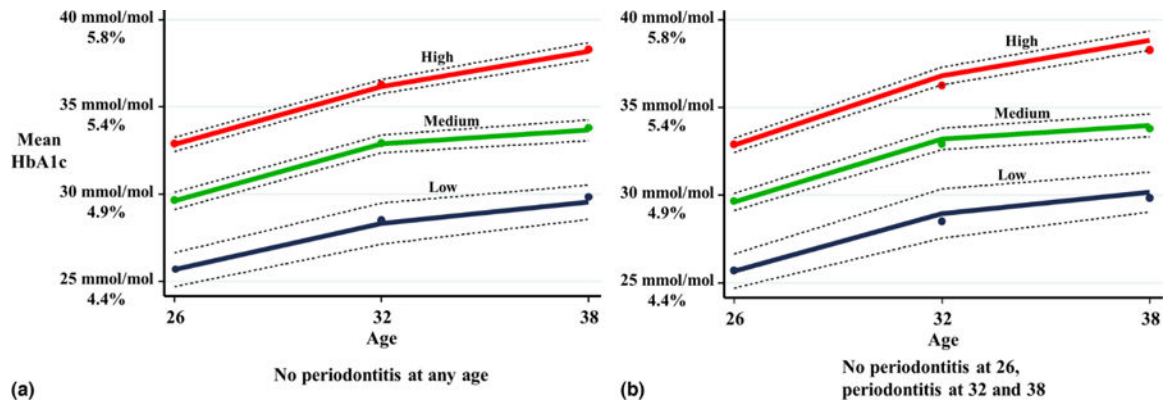 40 mmol/mol
5.8%
High
35 mmol/mol
5.4%
Medium
Mean
HbA1c
30 mmol/mol
4.9%
Low
25 mmol/mol
4.4%
26
32
38
Age
(a)
No periodontitis at any age
40 mmol/mol
5.8%
High
35 mmol/mol
5.4%
Medium
30 mmol/mol
4.9%
Low
25 mmol/mol
4.4%
26
32
38
Age
(b)
No periodontitis at 26,
periodontitis at 32 and 38